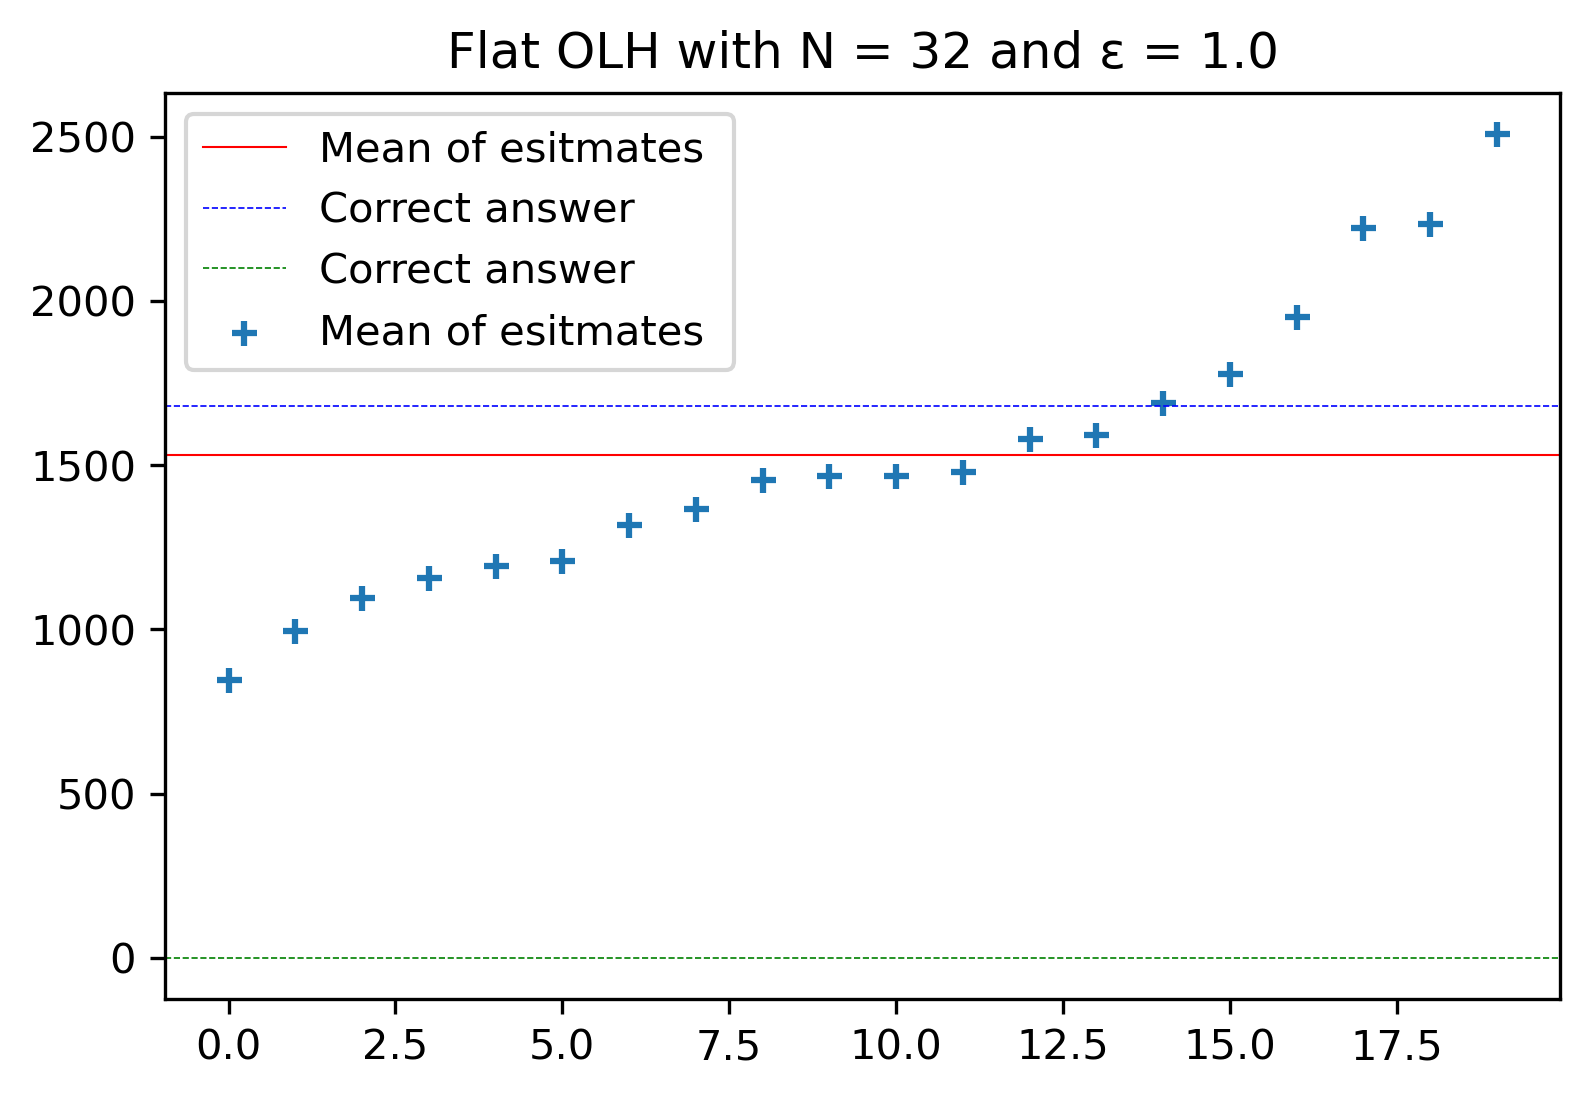 Flat OLH with N = 32 and ε = 1.0
Mean of esitmates
Correct answer
Correct answer
Mean of esitmates
2500
2000
1500
1000
500
0
0.0 2.5 5.0 7.5 10.0 12.5 15.0 17.5